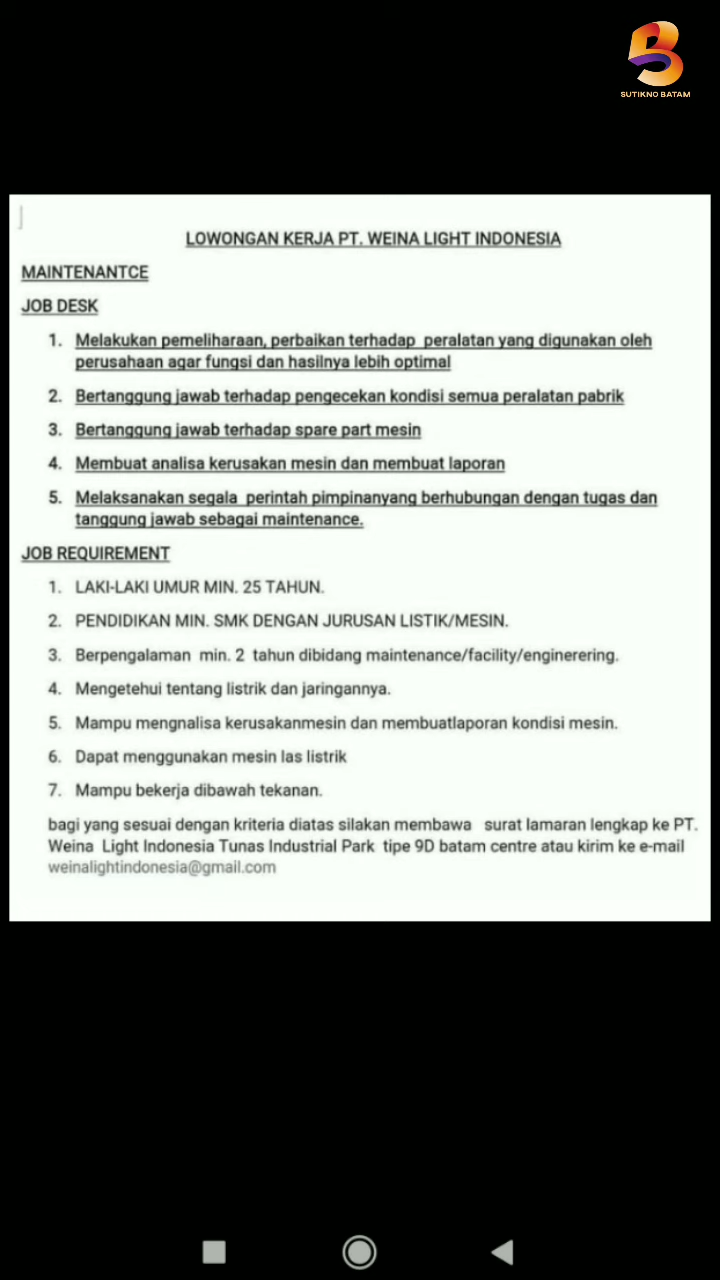 SUTIKNO BATAM
LOWONGAN KERJA PT. WEINA LIGHT INDONESIA
MAINTENANTCE
JOB DESK
1. Melakukan pemeliharaan, perbaikan terhadap peralatan yang digunakan oleh
perusahaan agar fungsi dan hasilnya lebih optimal
2. Bertanggung jawab terhadap pengecekan kondisi semua peralatan pabrik
3. Bertanggung jawab terhadap spare part mesin
4. Membuat analisa kerusakan mesin dan membuat laporan
5. Melaksanakan segala perintah pimpinanyang berhubungan dengan tugas dan
tanggung jawab sebagai maintenance.
JOB REQUIREMENT
1. LAKI-LAKI UMUR MIN. 25 TAHUN.
2. PENDIDIKAN MIN. SMK DENGAN JURUSAN LISTIK/MESIN.
3. Berpengalaman min. 2 tahun dibidang maintenance/facility/enginerering.
4. Mengetehui tentang listrik dan jaringannya.
5. Mampu mengnalisa kerusakanmesin dan membuatlaporan kondisi mesin.
6. Dapat menggunakan mesin las listrik
7. Mampu bekerja dibawah tekanan.
bagi yang sesuai dengan kriteria diatas silakan membawa surat lamaran lengkap ke PT.
Weina Light Indonesia Tunas Industrial Park tipe 9D batam centre atau kirim ke e-mail
weinalightindonesia@gmail.com